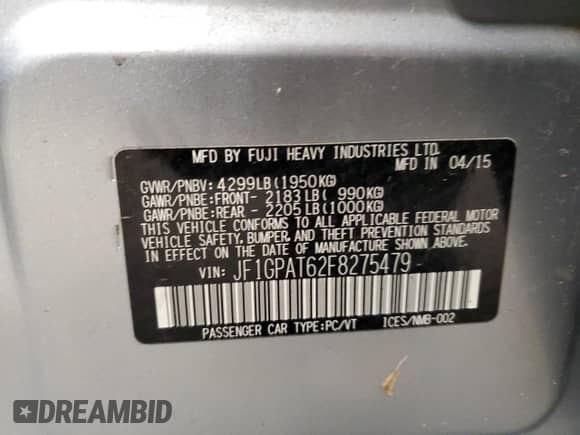 MFD BY FUJI HEAVY INDUSTRIES LTD.
MFD IN 04/15
GVWR/PNBV: 4299LB(1950KG)
GAWR/PNBE:FRONT- 2183LB( 990KG)
GAWR/PNBE:REAR - 2205LB(1000KG)
THIS VEHICLE CONFORMS TO ALL APPLICABLE FEDERAL MOTOR
VEHICLE SAFETY, BUMPER, AND THEFT PREVENTION STANDARDS
IN EFFECT ON THE DATE OF MANUFACTURE SHOWN ABOVE.
VIN: JF1GPAT62F8275479
PASSENGER CAR TYPE:PC/VT ICES/NMB-002
DREAMBID